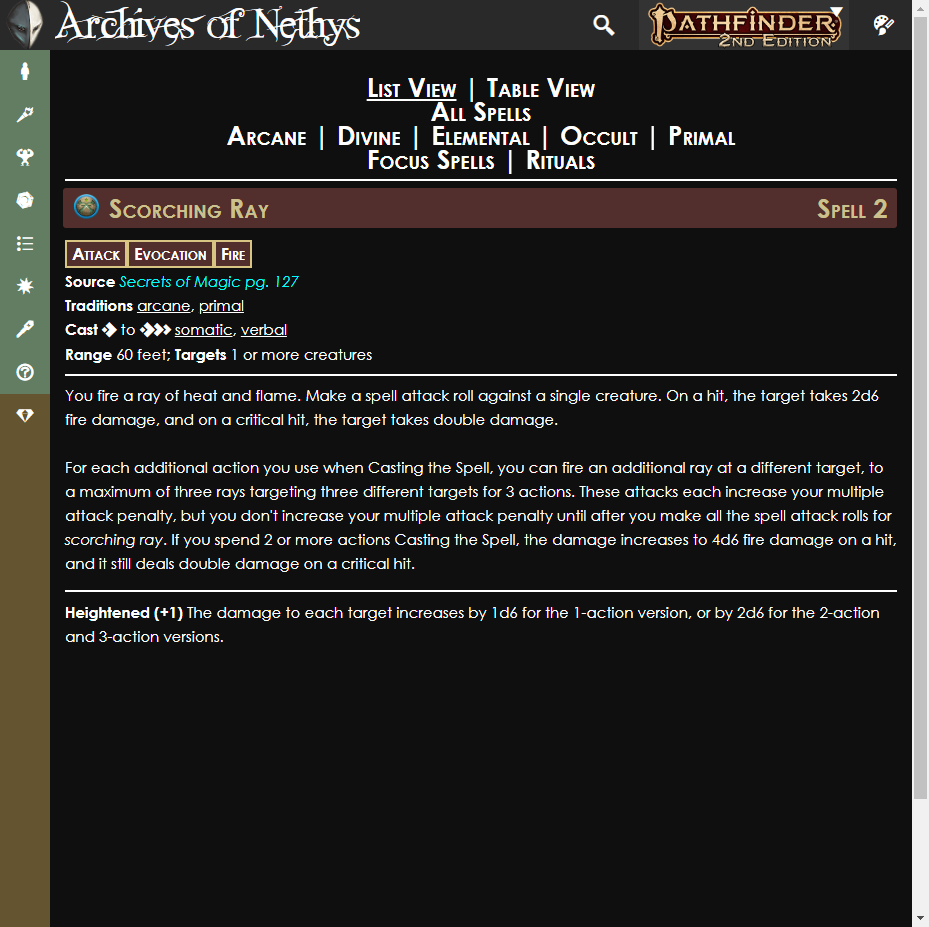 Archives of Nethys
PATHFINDER
2ND EDITION
List View | Table View
All Spells
Arcane | Divine | Elemental | Occult | Primal
Focus Spells | Rituals
Scorching Ray Spell 2
Attack Evocation Fire
Source Secrets of Magic pg. 127
Traditions arcane, primal
Cast to somatic, verbal
Range 60 feet; Targets 1 or more creatures
You fire a ray of heat and flame. Make a spell attack roll against a single creature. On a hit, the target takes 2d6
fire damage, and on a critical hit, the target takes double damage.
For each additional action you use when Casting the Spell, you can fire an additional ray at a different target, to
a maximum of three rays targeting three different targets for 3 actions. These attacks each increase your multiple
attack penalty, but you don't increase your multiple attack penalty until after you make all the spell attack rolls for
scorching ray. If you spend 2 or more actions Casting the Spell, the damage increases to 4d6 fire damage on a hit,
and it still deals double damage on a critical hit.
Heightened (+1) The damage to each target increases by 1d6 for the 1-action version, or by 2d6 for the 2-action
and 3-action versions.